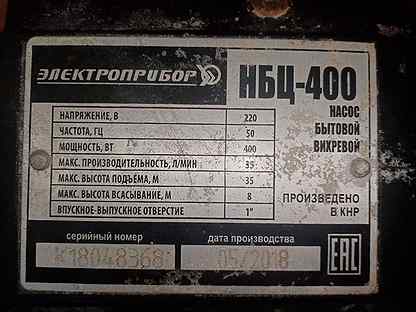 ЭЛЕКТРОПРИБОР
НБЦ-400
НАСОС
БЫТОВОЙ
ВИХРЕВОЙ
НАПРЯЖЕНИЕ, В 220
ЧАСТОТА, ГЦ 50
МОЩНОСТЬ, ВТ 400
МАКС. ПРОИЗВОДИТЕЛЬНОСТЬ, Л/МИН 35
МАКС. ВЫСОТА ПОДЪЁМА, М 35
МАКС. ВЫСОТА ВСАСЫВАНИЕ, М 8
ВПУСКНОЕ-ВЫПУСКНОЕ ОТВЕРСТИЕ 1"
ПРОИЗВЕДЕНО
В КНР
серийный номер
К18048368
дата производства
05/2018
EAC